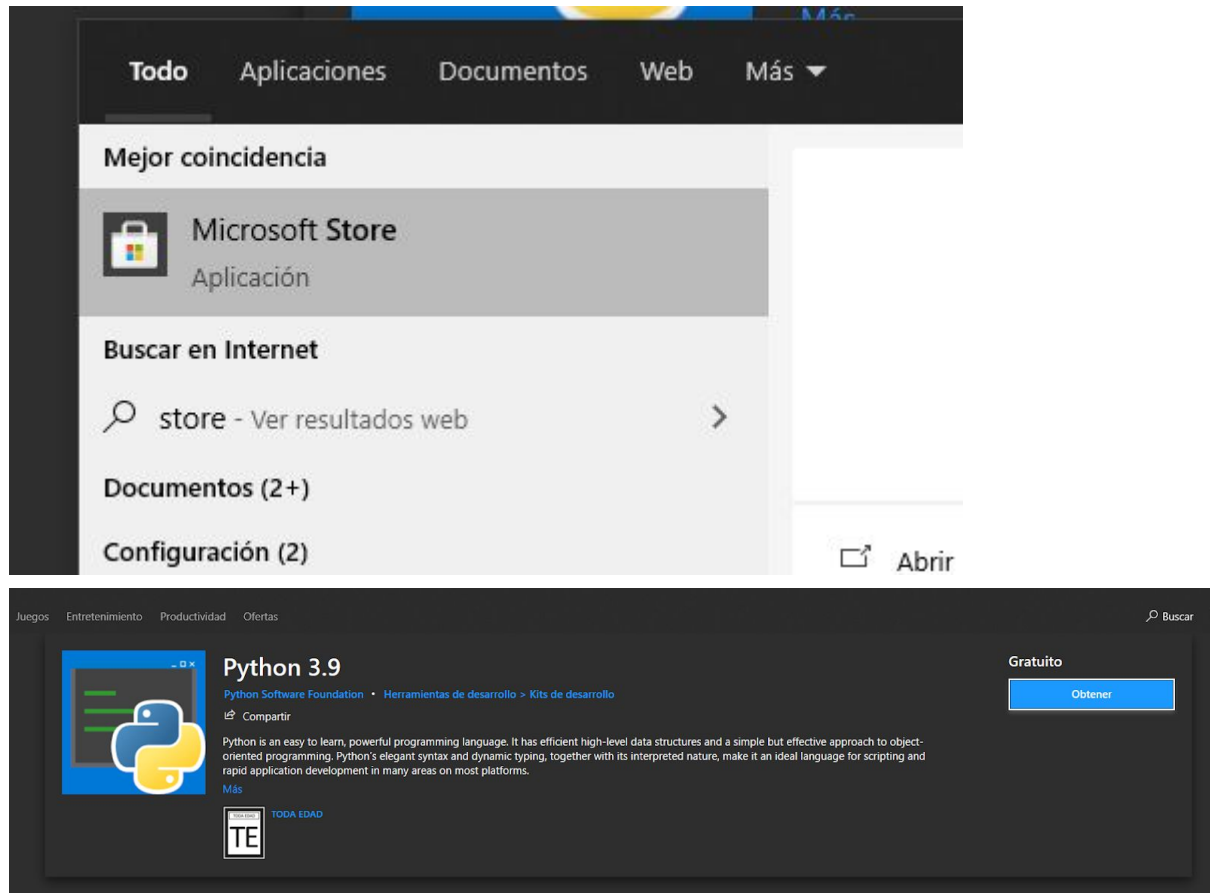 Más
Todo Aplicaciones Documentos Web Más
Mejor coincidencia
Microsoft Store
Aplicación
Buscar en Internet
store - Ver resultados web
Documentos (2+)
Configuración (2)
Abrir
Juegos Entretenimiento Productividad Ofertas Buscar
Python 3.9
Gratuito
Python Software Foundation • Herramientas de desarrollo > Kits de desarrollo
Obtener
Compartir
Python is an easy to learn, powerful programming language. It has efficient high-level data structures and a simple but effective approach to object-
oriented programming. Python's elegant syntax and dynamic typing, together with its interpreted nature, make it an ideal language for scripting and
rapid application development in many areas on most platforms.
Más
TODA EDAD
TE
TODA EDAD